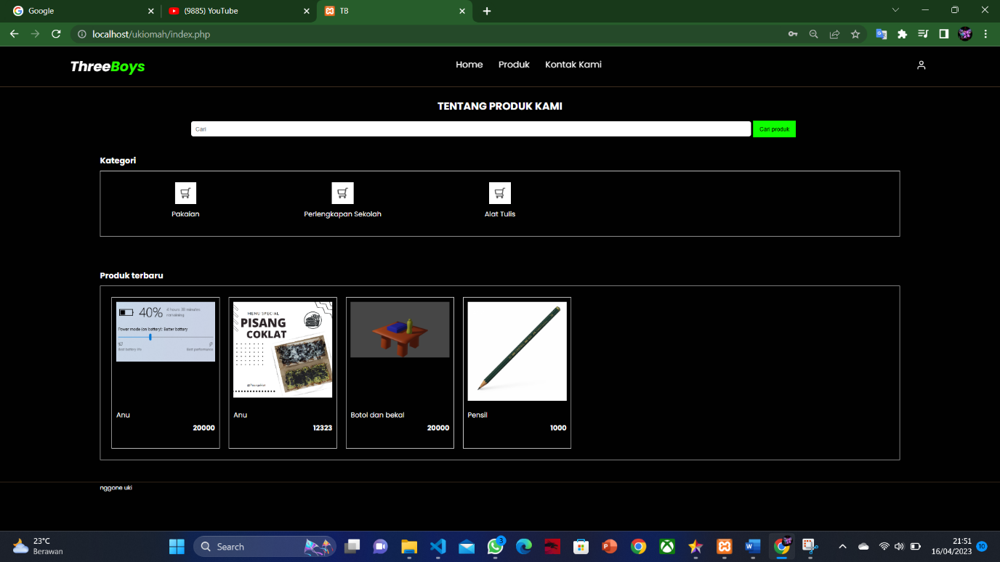 Google
(9885) YouTube
TB
localhost/ukiomah/index.php
ThreeBoys
Home
Produk
Kontak Kami
TENTANG PRODUK KAMI
Cari
Cari produk
Kategori
Pakaian
Perlengkapan Sekolah
Alat Tulis
Produk terbaru
40%
4 hours 38 minutes
remaining
Power mode (on battery): Better battery
Best battery life
Best performance
Anu
20000
MENU SPECIAL
PISANG
COKLAT
Anu
12323
Botol dan bekal
20000
Pensil
1000
nggone uki
23°C
Berawan
Search
3
21:51
16/04/2023
10